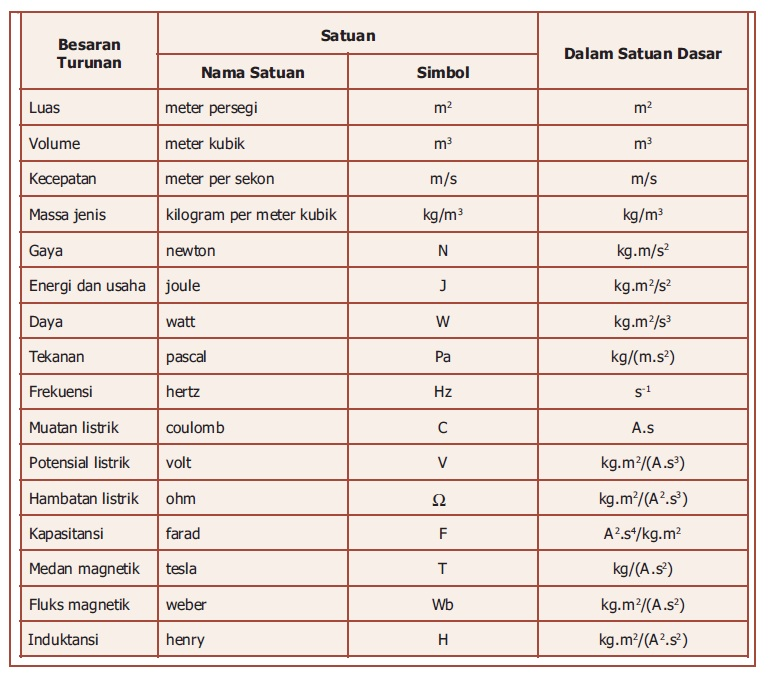 Besaran
Turunan
Satuan
Dalam Satuan Dasar
Nama Satuan Simbol
Luas meter persegi m² m²
Volume meter kubik m³ m³
Kecepatan meter per sekon m/s m/s
Massa jenis kilogram per meter kubik kg/m³ kg/m³
Gaya newton N kg.m/s²
Energi dan usaha joule J kg.m²/s²
Daya watt W kg.m²/s³
Tekanan pascal Pa kg/(m.s²)
Frekuensi hertz Hz s⁻¹
Muatan listrik coulomb C A.s
Potensial listrik volt V kg.m²/(A.s³)
Hambatan listrik ohm Ω kg.m²/(A².s³)
Kapasitansi farad F A².s⁴/kg.m²
Medan magnetik tesla T kg/(A.s²)
Fluks magnetik weber Wb kg.m²/(A.s²)
Induktansi henry H kg.m²/(A².s²)